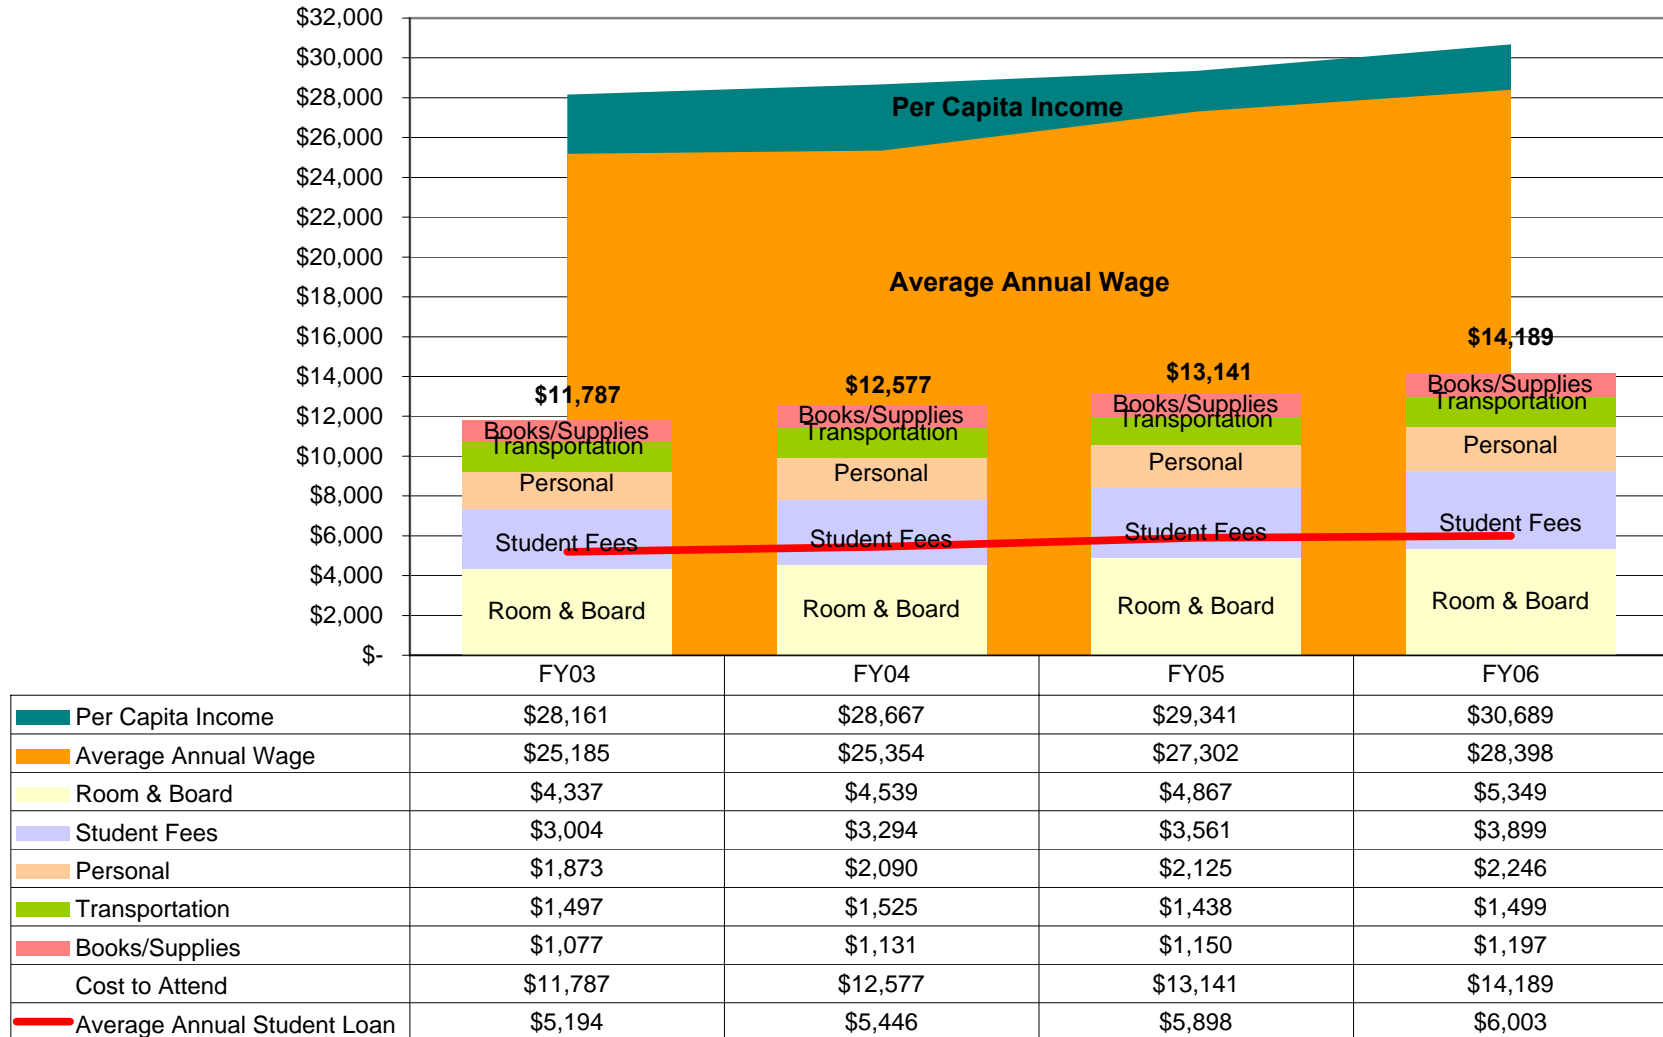 $32,000
$30,000
$28,000
$26,000
$24,000
$22,000
$20,000
$18,000
$16,000
$14,000
$12,000
$10,000
$8,000
$6,000
$4,000
$2,000
$-
Per Capita Income
Average Annual Wage
$11,787
Books/Supplies
Transportation
Personal
Student Fees
Room & Board
$12,577
Books/Supplies
Transportation
Personal
Student Fees
Room & Board
$13,141
Books/Supplies
Transportation
Personal
Student Fees
Room & Board
$14,189
Books/Supplies
Transportation
Personal
Student Fees
Room & Board
FY03 FY04 FY05 FY06
Per Capita Income $28,161 $28,667 $29,341 $30,689
Average Annual Wage $25,185 $25,354 $27,302 $28,398
Room & Board $4,337 $4,539 $4,867 $5,349
Student Fees $3,004 $3,294 $3,561 $3,899
Personal $1,873 $2,090 $2,125 $2,246
Transportation $1,497 $1,525 $1,438 $1,499
Books/Supplies $1,077 $1,131 $1,150 $1,197
Cost to Attend $11,787 $12,577 $13,141 $14,189
Average Annual Student Loan $5,194 $5,446 $5,898 $6,003